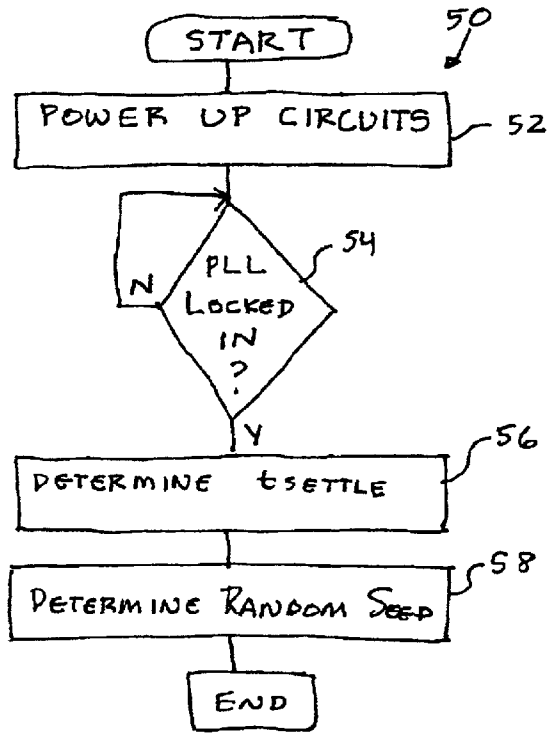 START
50
POWER UP CIRCUITS
52
PLL
LOCKED
IN
?
54
N
Y
DETERMINE tSETTLE
56
DETERMINE RANDOM SEED
58
END